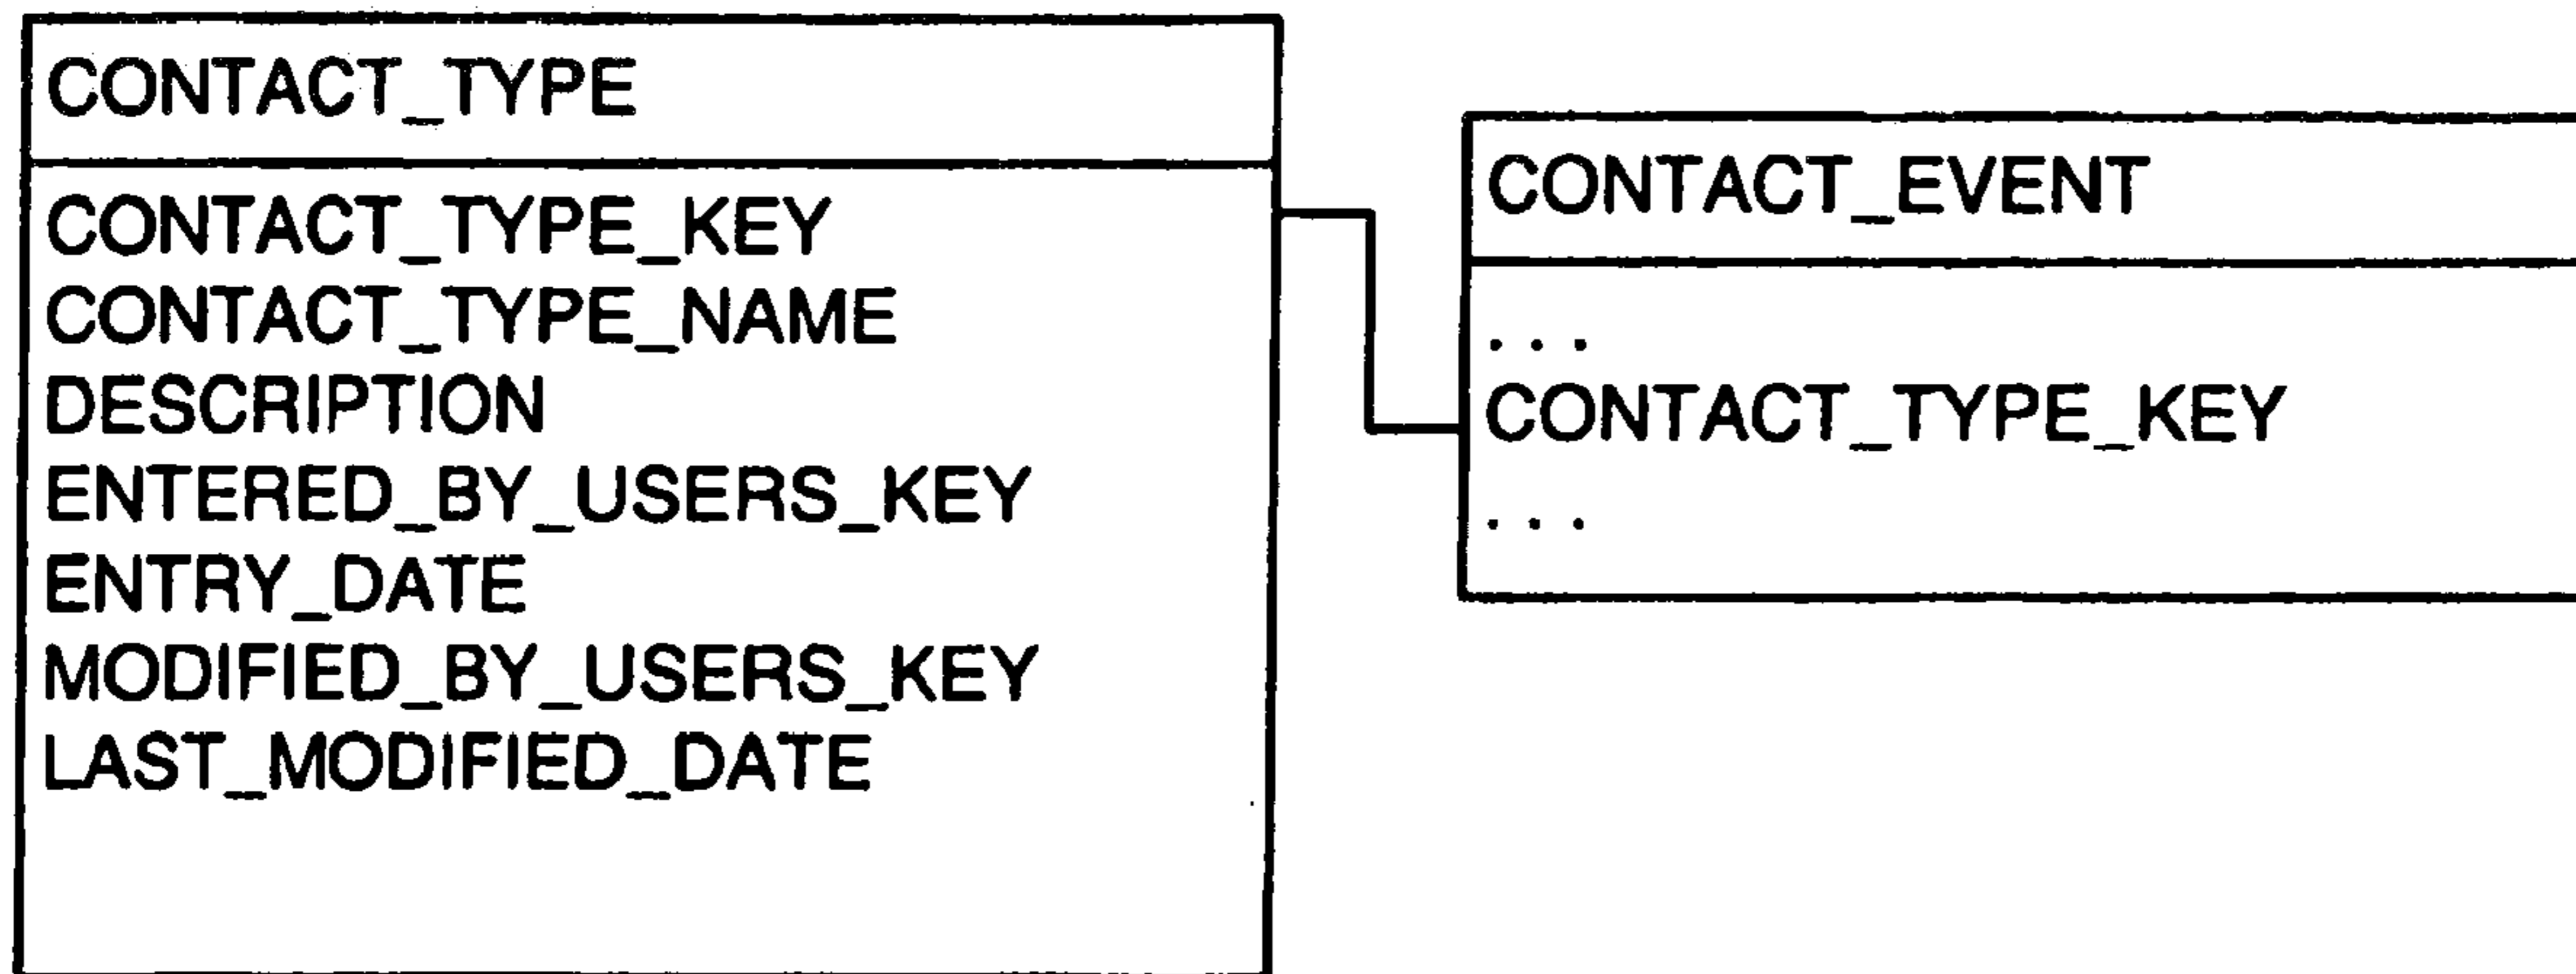 CONTACT_TYPE
CONTACT_TYPE_KEY
CONTACT_TYPE_NAME
DESCRIPTION
ENTERED_BY_USERS_KEY
ENTRY_DATE
MODIFIED_BY_USERS_KEY
LAST_MODIFIED_DATE
CONTACT_EVENT
. . .
CONTACT_TYPE_KEY
. . .